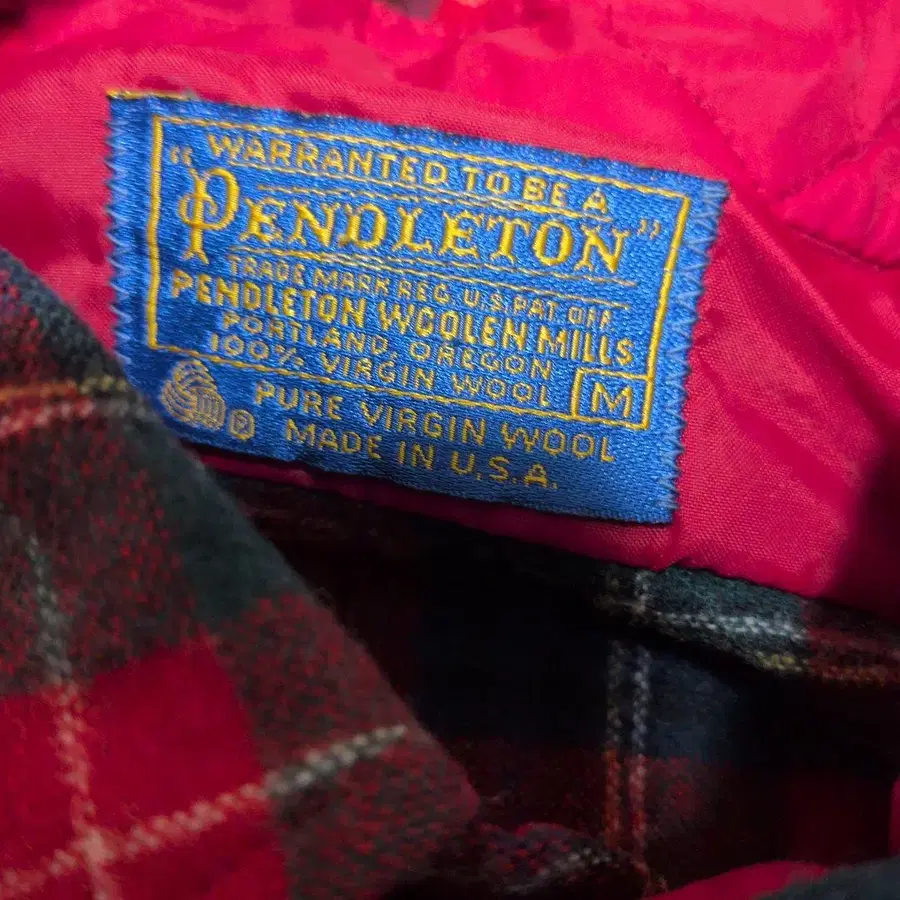 "WARRANTED TO BE A
PENDLETON"
TRADE MARK REG. U.S. PAT. OFF.
PENDLETON WOOLEN MILLS
PORTLAND, OREGON
100% VIRGIN WOOL M
PURE VIRGIN WOOL
R MADE IN U.S.A.